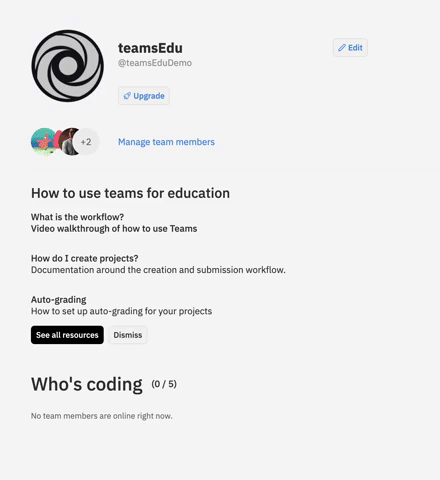 teamsEdu
Edit
@teamsEduDemo
Upgrade
+2
Manage team members
How to use teams for education
What is the workflow?
Video walkthrough of how to use Teams
How do I create projects?
Documentation around the creation and submission workflow.
Auto-grading
How to set up auto-grading for your projects
See all resources
Dismiss
Who's coding (0 / 5)
No team members are online right now.